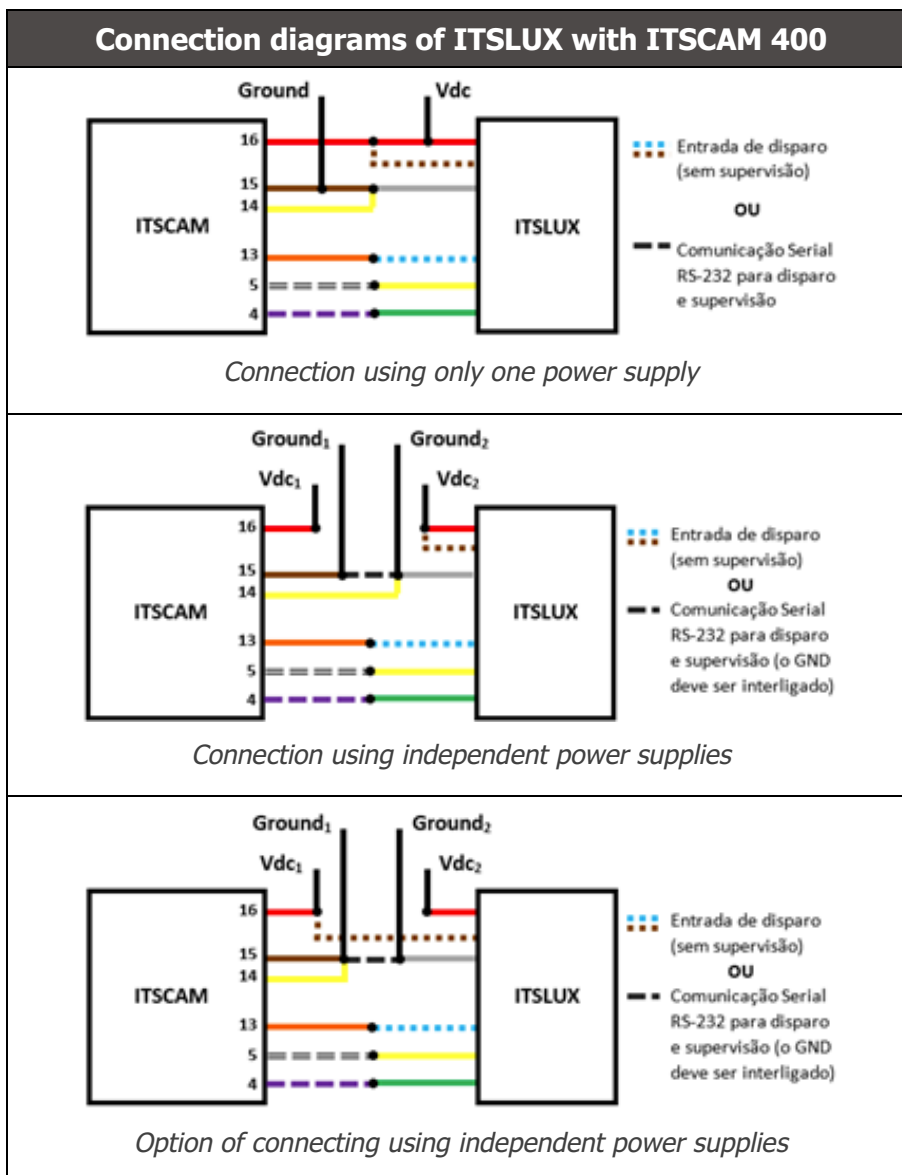 Connection diagrams of ITSLUX with ITSCAM 400
Ground
Vdc
16
15
14
13
5
4
ITSCAM
ITSLUX
Entrada de disparo
(sem supervisão)
OU
Comunicação Serial
RS-232 para disparo
e supervisão
Connection using only one power supply
Ground₁
Ground₂
Vdc₁
Vdc₂
16
15
14
13
5
4
ITSCAM
ITSLUX
Entrada de disparo
(sem supervisão)
OU
Comunicação Serial
RS-232 para disparo
e supervisão (o GND
deve ser interligado)
Connection using independent power supplies
Ground₁
Ground₂
Vdc₁
Vdc₂
16
15
14
13
5
4
ITSCAM
ITSLUX
Entrada de disparo
(sem supervisão)
OU
Comunicação Serial
RS-232 para disparo
e supervisão (o GND
deve ser interligado)
Option of connecting using independent power supplies